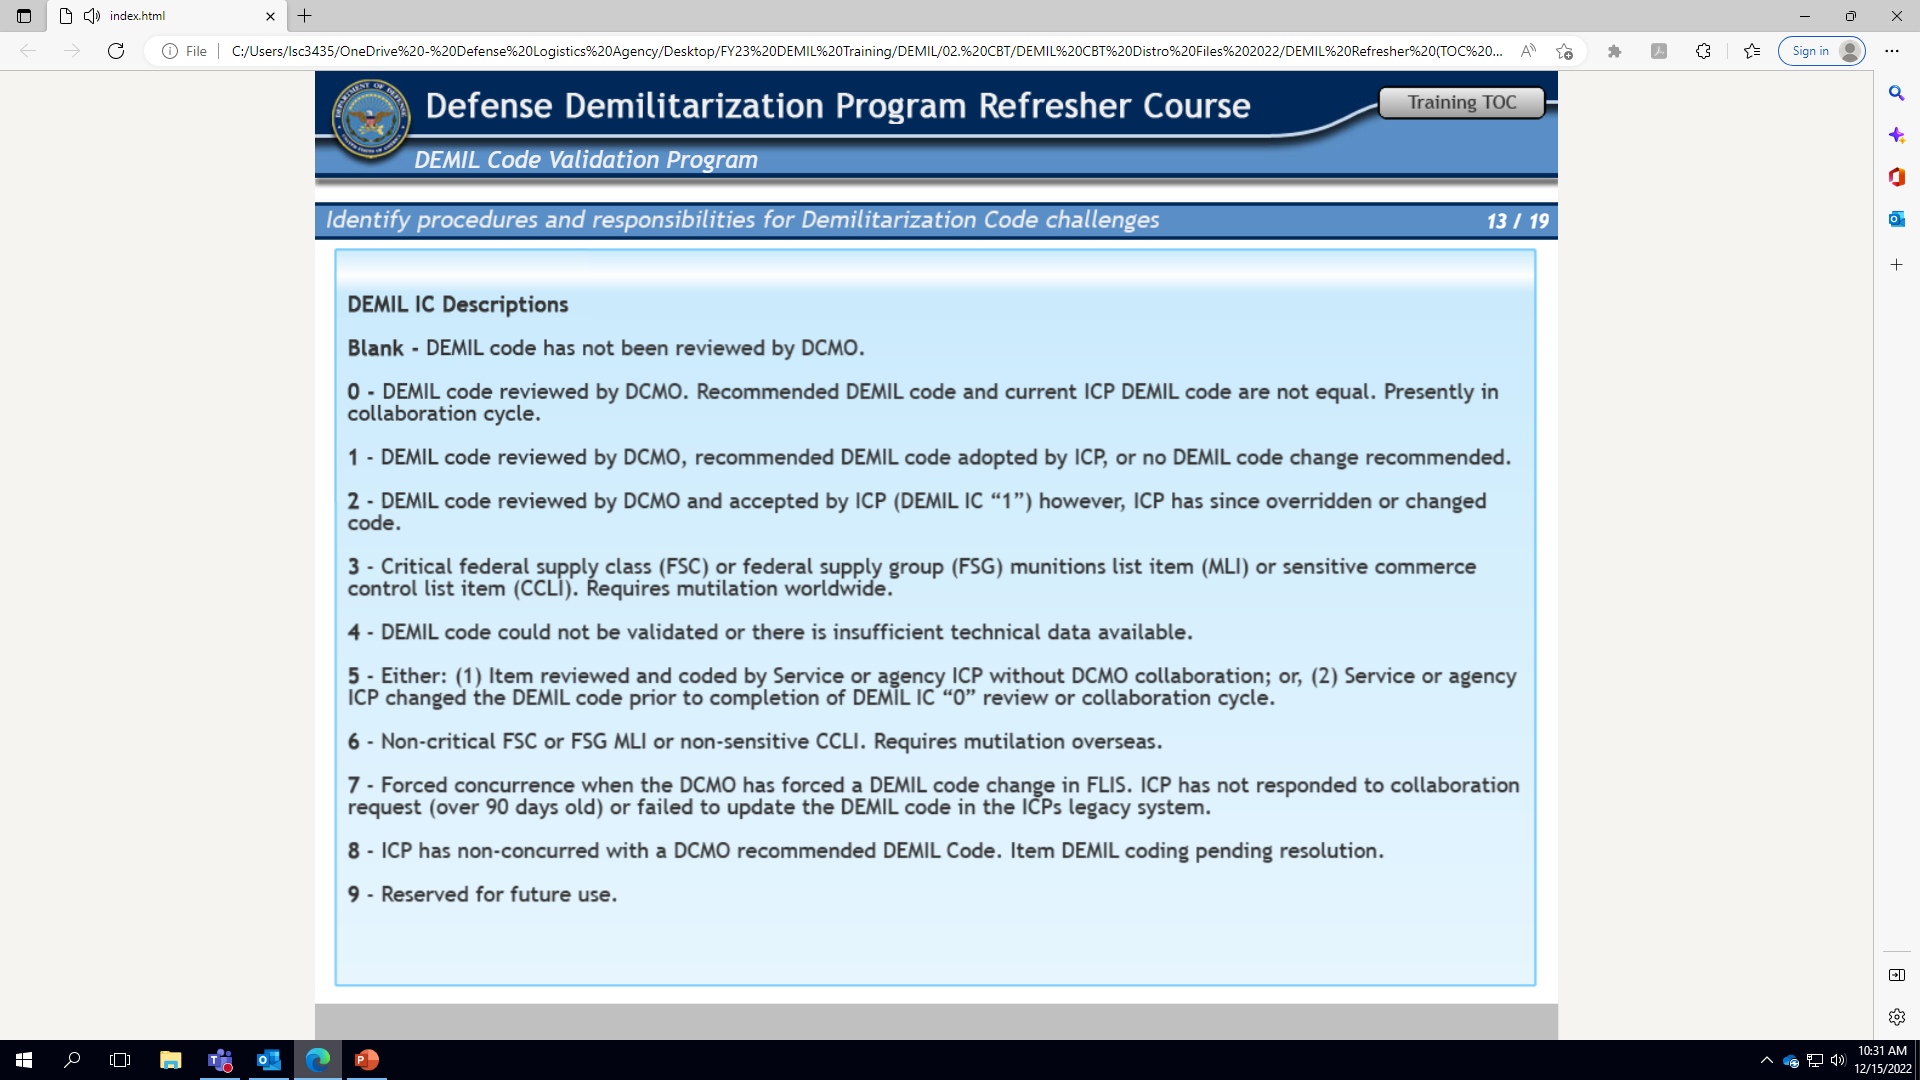 index.html
File
C:/Users/lsc3435/OneDrive%20-%20Defense%20Logistics%20Agency/Desktop/FY23%20DEMIL%20Training/DEMIL/02.%20CBT/DEMIL%20CBT%20Distro%20Files%202022/DEMIL%20Refresher%20(TOC%20...
Sign in
Defense Demilitarization Program Refresher Course
Training TOC
DEMIL Code Validation Program
Identify procedures and responsibilities for Demilitarization Code challenges
13 / 19
DEMIL IC Descriptions
Blank - DEMIL code has not been reviewed by DCMO.
0 - DEMIL code reviewed by DCMO. Recommended DEMIL code and current ICP DEMIL code are not equal. Presently in
collaboration cycle.
1 - DEMIL code reviewed by DCMO, recommended DEMIL code adopted by ICP, or no DEMIL code change recommended.
2 - DEMIL code reviewed by DCMO and accepted by ICP (DEMIL IC “1”) however, ICP has since overridden or changed
code.
3 - Critical federal supply class (FSC) or federal supply group (FSG) munitions list item (MLI) or sensitive commerce
control list item (CCLI). Requires mutilation worldwide.
4 - DEMIL code could not be validated or there is insufficient technical data available.
5 - Either: (1) Item reviewed and coded by Service or agency ICP without DCMO collaboration; or, (2) Service or agency
ICP changed the DEMIL code prior to completion of DEMIL IC “0” review or collaboration cycle.
6 - Non-critical FSC or FSG MLI or non-sensitive CCLI. Requires mutilation overseas.
7 - Forced concurrence when the DCMO has forced a DEMIL code change in FLIS. ICP has not responded to collaboration
request (over 90 days old) or failed to update the DEMIL code in the ICPs legacy system.
8 - ICP has non-concurred with a DCMO recommended DEMIL Code. Item DEMIL coding pending resolution.
9 - Reserved for future use.
10:31 AM
12/15/2022